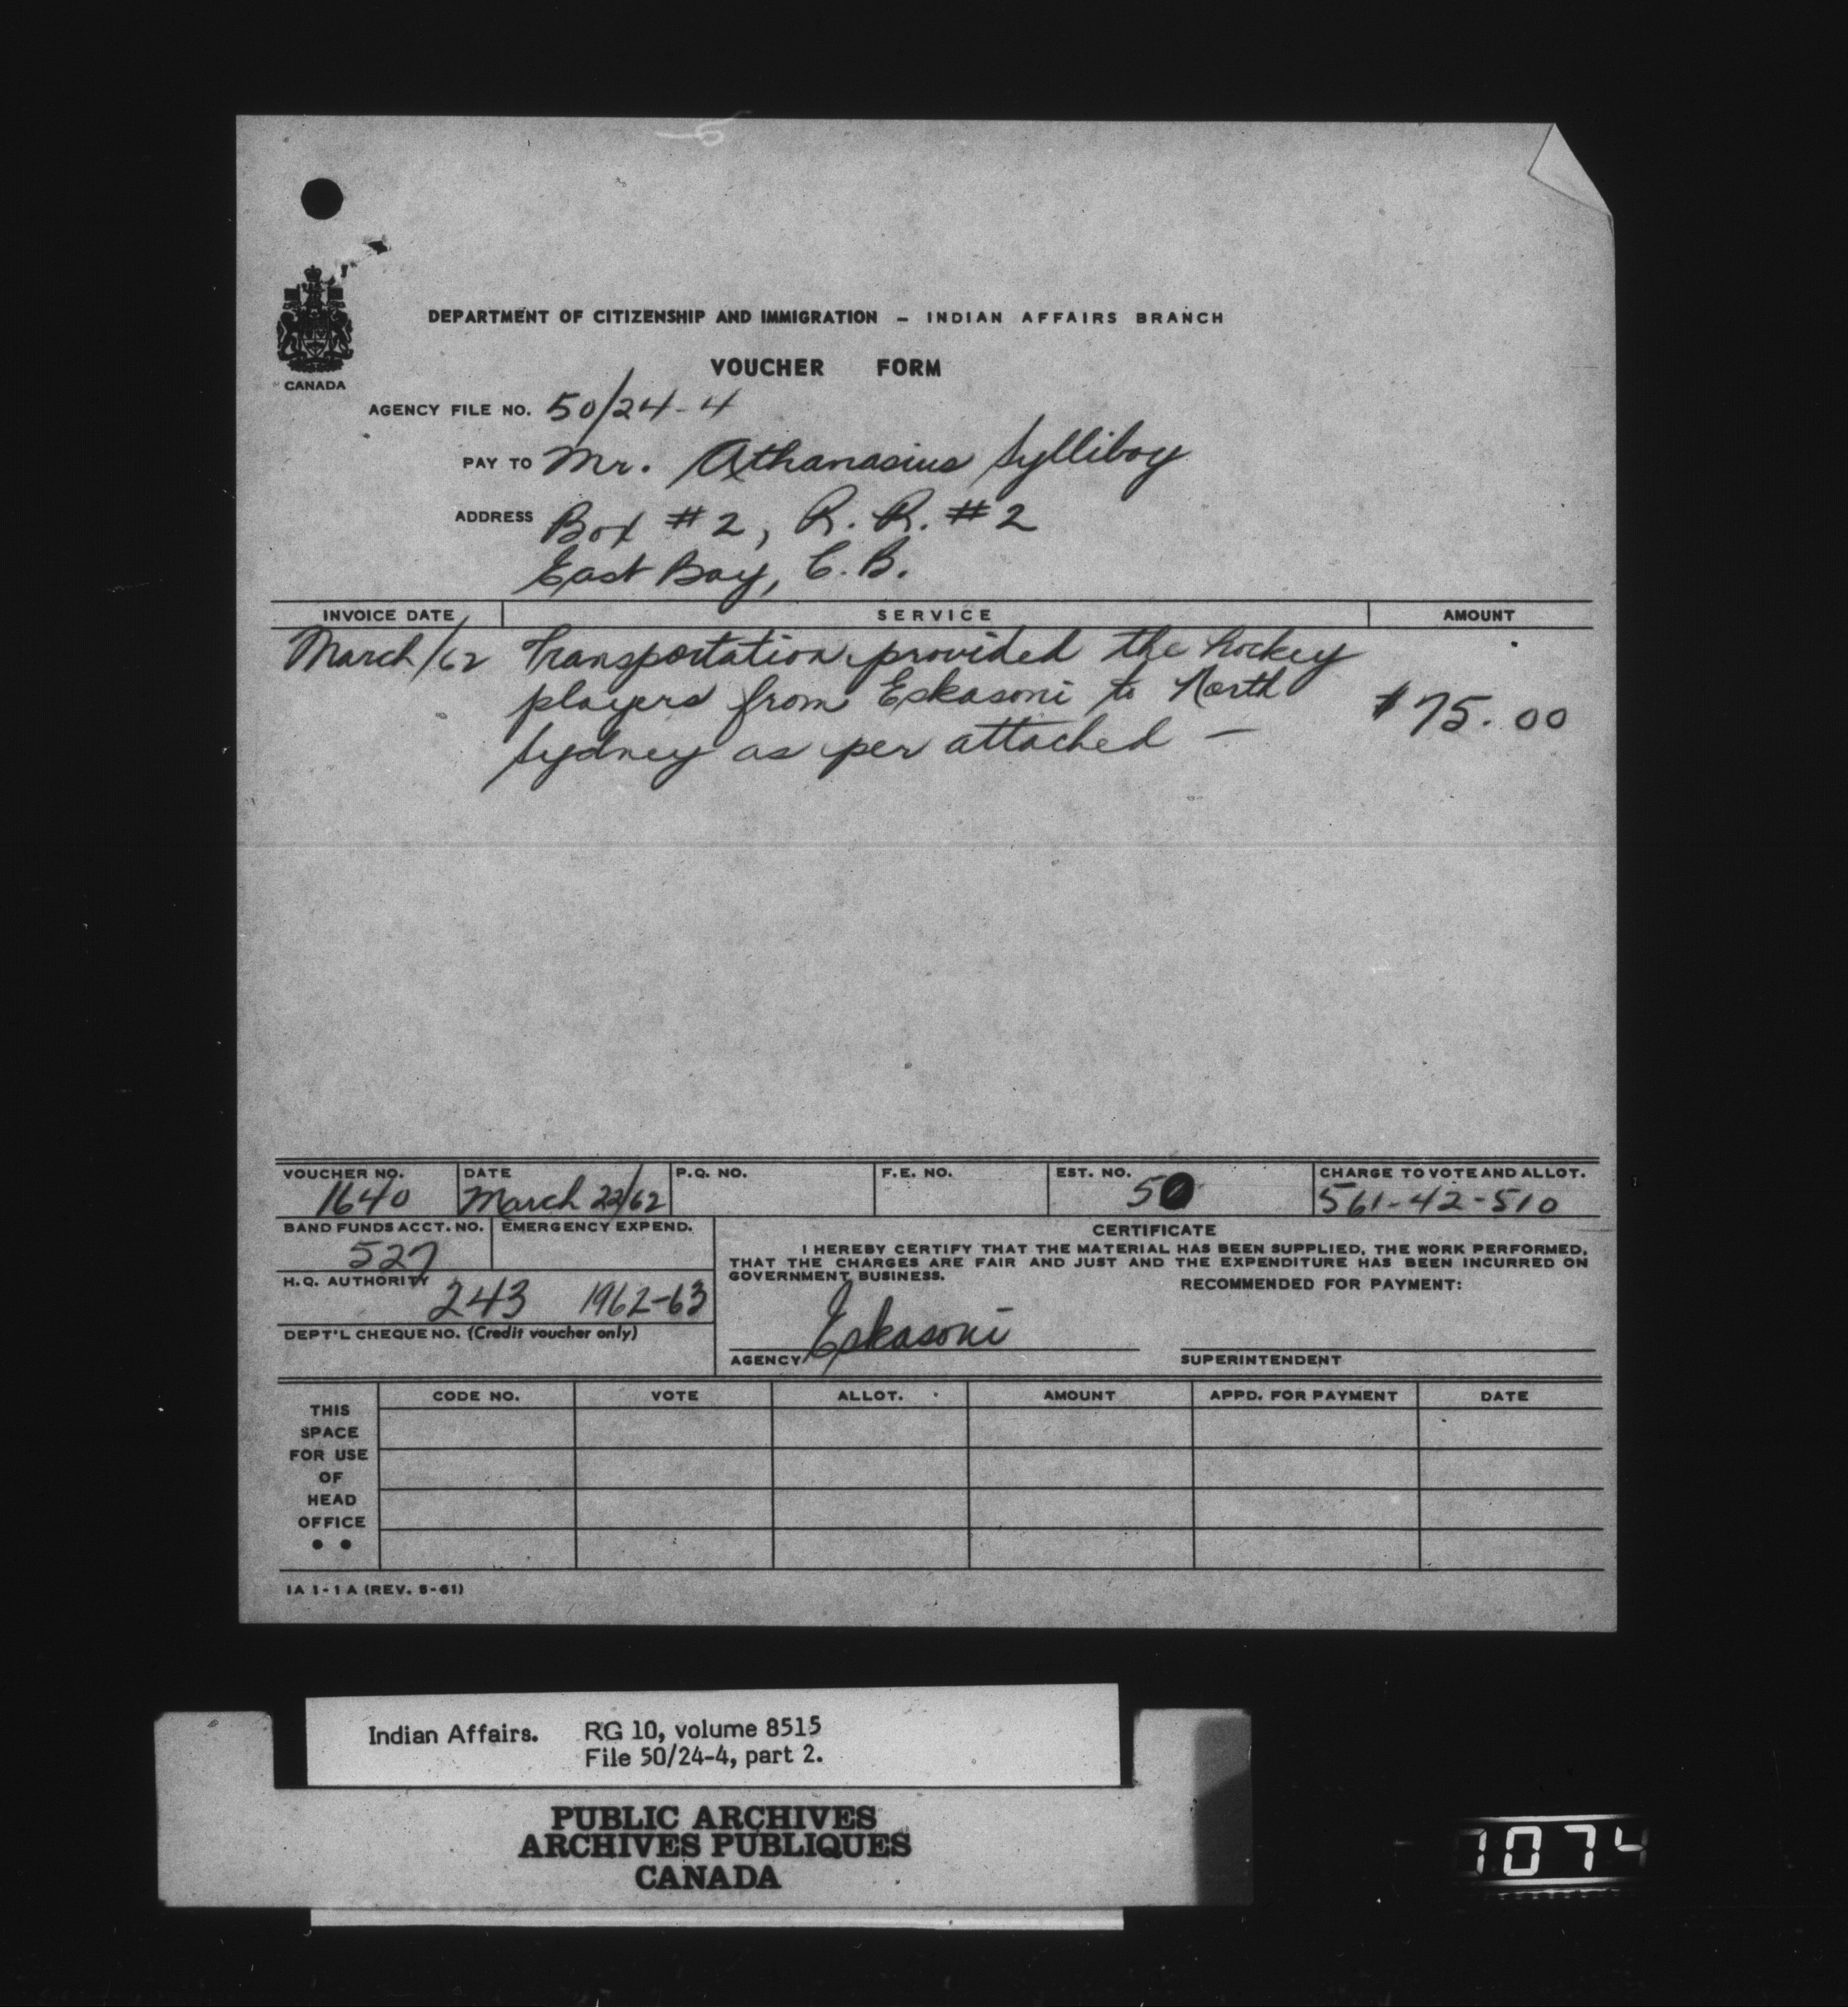 CANADA
DEPARTMENT OF CITIZENSHIP AND IMMIGRATION – INDIAN AFFAIRS BRANCH
VOUCHER FORM
AGENCY FILE NO. 50/24-4
PAY TO Mr. Athanasius Sylliboy
ADDRESS Box #2, R.R. #2
East Bay, C.B.
INVOICE DATE SERVICE AMOUNT
March/62 Transportation provided the hockey
players from Eskasoni to North $75.00
Sydney as per attached –
VOUCHER NO. DATE P.Q. NO. F.E. NO. EST. NO. CHARGE TO VOTE AND ALLOT.
1640 March 22/62 50 561-42-510
BAND FUNDS ACCT. NO. EMERGENCY EXPEND. CERTIFICATE
527
I HEREBY CERTIFY THAT THE MATERIAL HAS BEEN SUPPLIED, THE WORK PERFORMED,
THAT THE CHARGES ARE FAIR AND JUST AND THE EXPENDITURE HAS BEEN INCURRED ON
GOVERNMENT BUSINESS.
RECOMMENDED FOR PAYMENT:
H.Q. AUTHORITY 243 1962-63
DEPT'L CHEQUE NO. (Credit voucher only)
AGENCY Eskasoni SUPERINTENDENT
THIS SPACE FOR USE OF HEAD OFFICE
CODE NO. VOTE ALLOT. AMOUNT APPD. FOR PAYMENT DATE
IA 1-1 A (REV. 5-61)
Indian Affairs. RG 10, volume 8515
File 50/24-4, part 2.
PUBLIC ARCHIVES
ARCHIVES PUBLIQUES
CANADA
1074